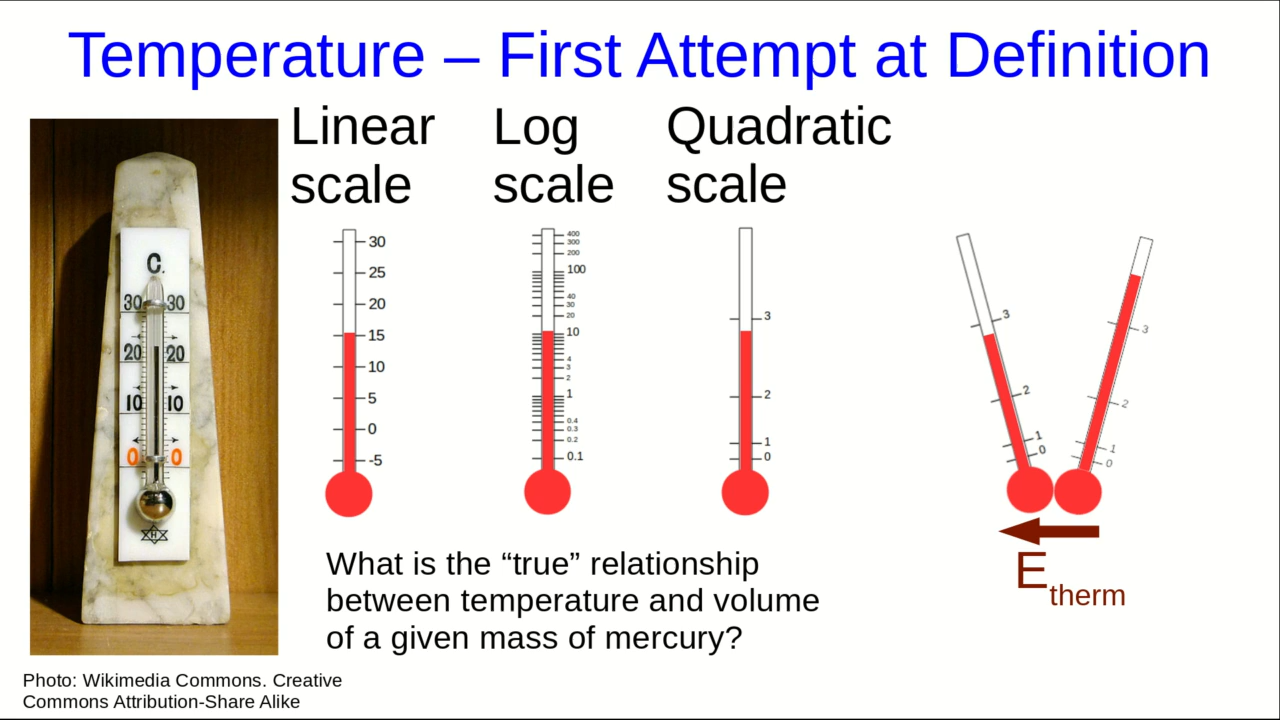 Temperature – First Attempt at Definition
Linear
scale
Log
scale
Quadratic
scale
C.
30 30
20 20
10 10
0 0
H
30
25
20
15
10
5
0
-5
400
300
200
100
40
30
20
10
4
3
2
1
0.4
0.3
0.2
0.1
3
2
1
0
3
2
1
0
3
2
1
0
E therm
What is the “true” relationship
between temperature and volume
of a given mass of mercury?
Photo: Wikimedia Commons. Creative
Commons Attribution-Share Alike